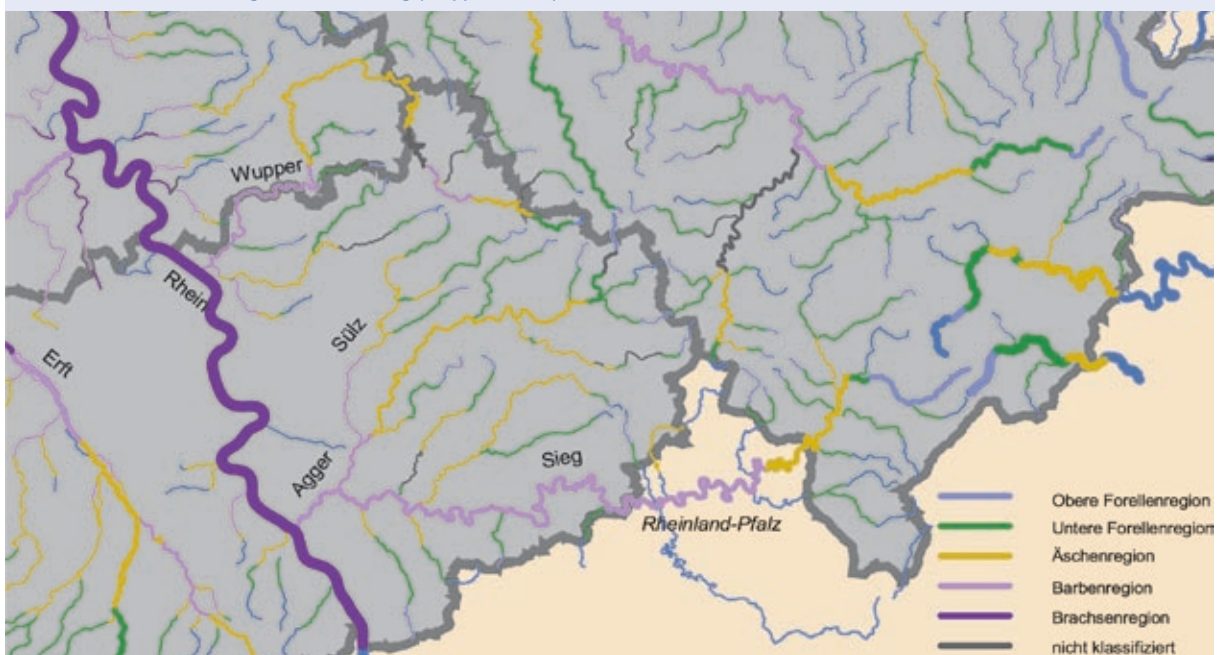 Wupper
Rhein
Sülz
Erft
Agger
Sieg
Rheinland-Pfalz
Obere Forellenregion
Untere Forellenregion
Äschenregion
Barbenregion
Brachsenregion
nicht klassifiziert